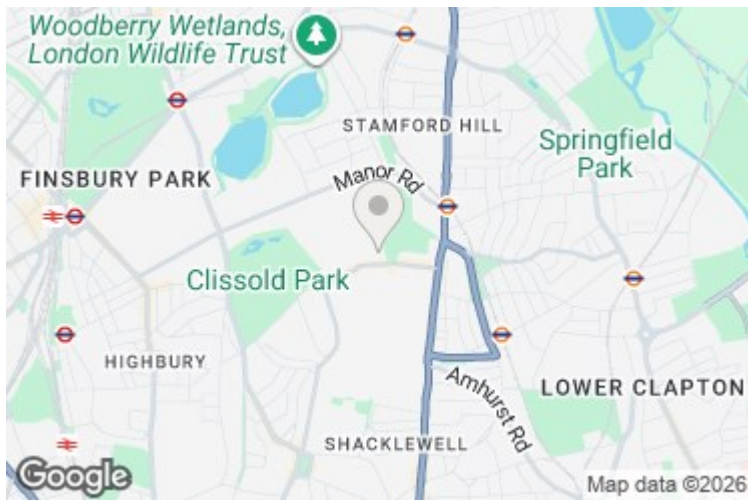 Woodberry Wetlands,
London Wildlife Trust
STAMFORD HILL
Springfield
Park
FINSBURY PARK
Manor Rd
Clissold Park
HIGHBURY
Amhurst Rd
LOWER CLAPTON
SHACKLEWELL
Google
Map data ©2026